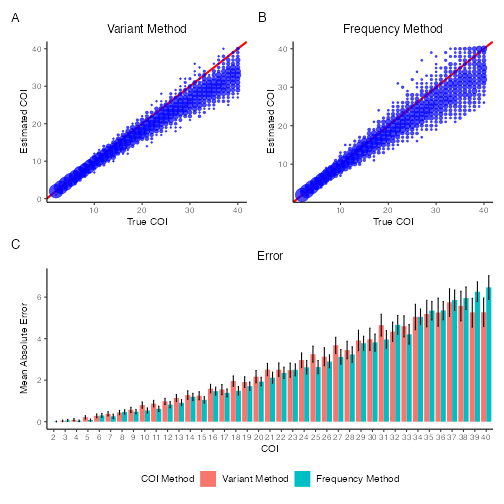 A
Variant Method
Estimated COI
40
30
20
10
0
10 20 30 40
True COI
B
Frequency Method
Estimated COI
40
30
20
10
10 20 30 40
True COI
C
Error
Mean Absolute Error
6
4
2
0
2 3 4 5 6 7 8 9 10 11 12 13 14 15 16 17 18 19 20 21 22 23 24 25 26 27 28 29 30 31 32 33 34 35 36 37 38 39 40
COI
COI Method Variant Method Frequency Method